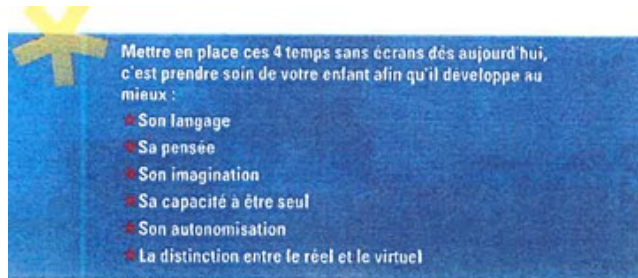 Mettre en place ces 4 temps sans écrans dès aujourd'hui,
c'est prendre soin de votre enfant afin qu'il développe au
mieux :
Son langage
Sa pensée
Son imagination
Sa capacité à être seul
Son autonomisation
La distinction entre le réel et le virtuel